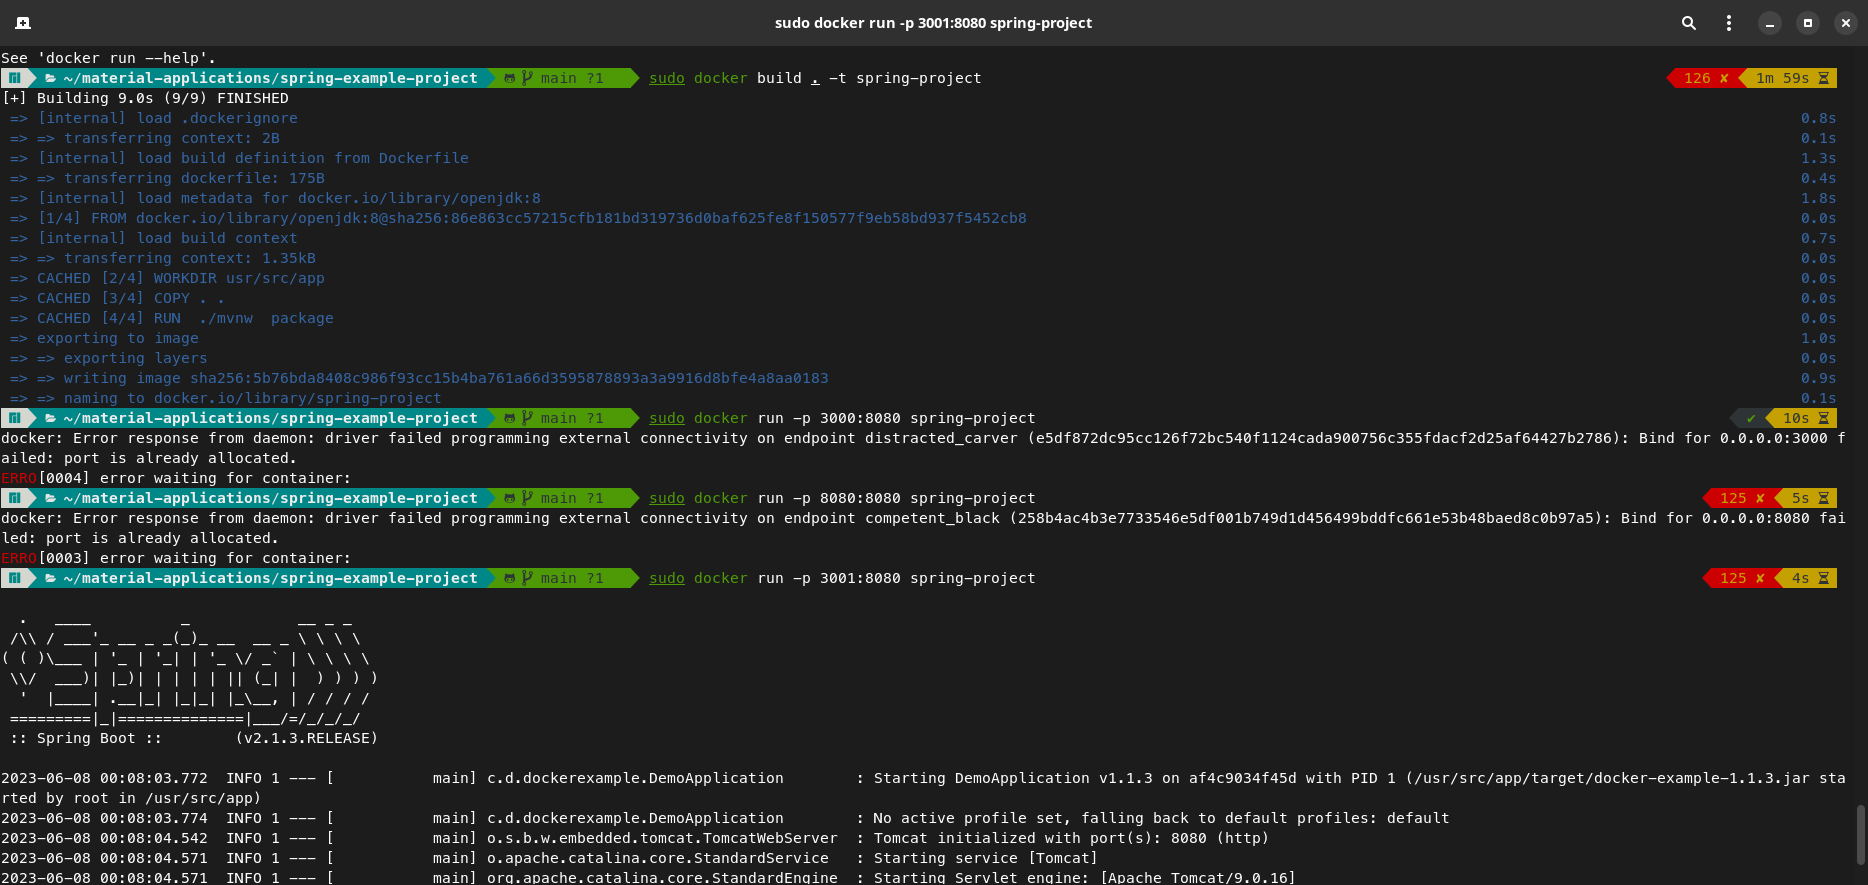 sudo docker run -p 3001:8080 spring-project
See 'docker run --help'.
~/material-applications/spring-example-project main ?1 sudo docker build . -t spring-project 126 ✘ 1m 59s
[+] Building 9.0s (9/9) FINISHED
=> [internal] load .dockerignore 0.8s
=> => transferring context: 2B 0.1s
=> [internal] load build definition from Dockerfile 1.3s
=> => transferring dockerfile: 175B 0.4s
=> [internal] load metadata for docker.io/library/openjdk:8 1.8s
=> [1/4] FROM docker.io/library/openjdk:8@sha256:86e863cc57215cfb181bd319736d0baf625fe8f150577f9eb58bd937f5452cb8 0.0s
=> [internal] load build context 0.7s
=> => transferring context: 1.35kB 0.0s
=> CACHED [2/4] WORKDIR usr/src/app 0.0s
=> CACHED [3/4] COPY . . 0.0s
=> CACHED [4/4] RUN  ./mvnw  package 0.0s
=> exporting to image 1.0s
=> => exporting layers 0.0s
=> => writing image sha256:5b76bda8408c986f93cc15b4ba761a66d3595878893a3a9916d8bfe4a8aa0183 0.9s
=> => naming to docker.io/library/spring-project 0.1s
~/material-applications/spring-example-project main ?1 sudo docker run -p 3000:8080 spring-project ✔ 10s
docker: Error response from daemon: driver failed programming external connectivity on endpoint distracted_carver (e5df872dc95cc126f72bc540f1124cada900756c355fdacf2d25af64427b2786): Bind for 0.0.0.0:3000 f
ailed: port is already allocated.
ERRO[0004] error waiting for container:
~/material-applications/spring-example-project main ?1 sudo docker run -p 8080:8080 spring-project 125 ✘ 5s
docker: Error response from daemon: driver failed programming external connectivity on endpoint competent_black (258b4ac4b3e7733546e5df001b749d1d456499bddfc661e53b48baed8c0b97a5): Bind for 0.0.0.0:8080 fai
led: port is already allocated.
ERRO[0003] error waiting for container:
~/material-applications/spring-example-project main ?1 sudo docker run -p 3001:8080 spring-project 125 ✘ 4s
  .   ____          _            __ _ _
 /\\ / ___'_ __ _ _(_)_ __  __ _ \ \ \ \
( ( )\___ | '_ | '_| | '_ \/ _` | \ \ \ \
 \\/  ___)| |_)| | | | | || (_| |  ) ) ) )
  '  |____| .__|_| |_|_| |_\__, | / / / /
 =========|_|==============|___/=/_/_/_/
 :: Spring Boot ::        (v2.1.3.RELEASE)
2023-06-08 00:08:03.772  INFO 1 --- [           main] c.d.dockerexample.DemoApplication        : Starting DemoApplication v1.1.3 on af4c9034f45d with PID 1 (/usr/src/app/target/docker-example-1.1.3.jar sta
rted by root in /usr/src/app)
2023-06-08 00:08:03.774  INFO 1 --- [           main] c.d.dockerexample.DemoApplication        : No active profile set, falling back to default profiles: default
2023-06-08 00:08:04.542  INFO 1 --- [           main] o.s.b.w.embedded.tomcat.TomcatWebServer  : Tomcat initialized with port(s): 8080 (http)
2023-06-08 00:08:04.571  INFO 1 --- [           main] o.apache.catalina.core.StandardService   : Starting service [Tomcat]
2023-06-08 00:08:04.571  INFO 1 --- [           main] org.apache.catalina.core.StandardEngine  : Starting Servlet engine: [Apache Tomcat/9.0.16]